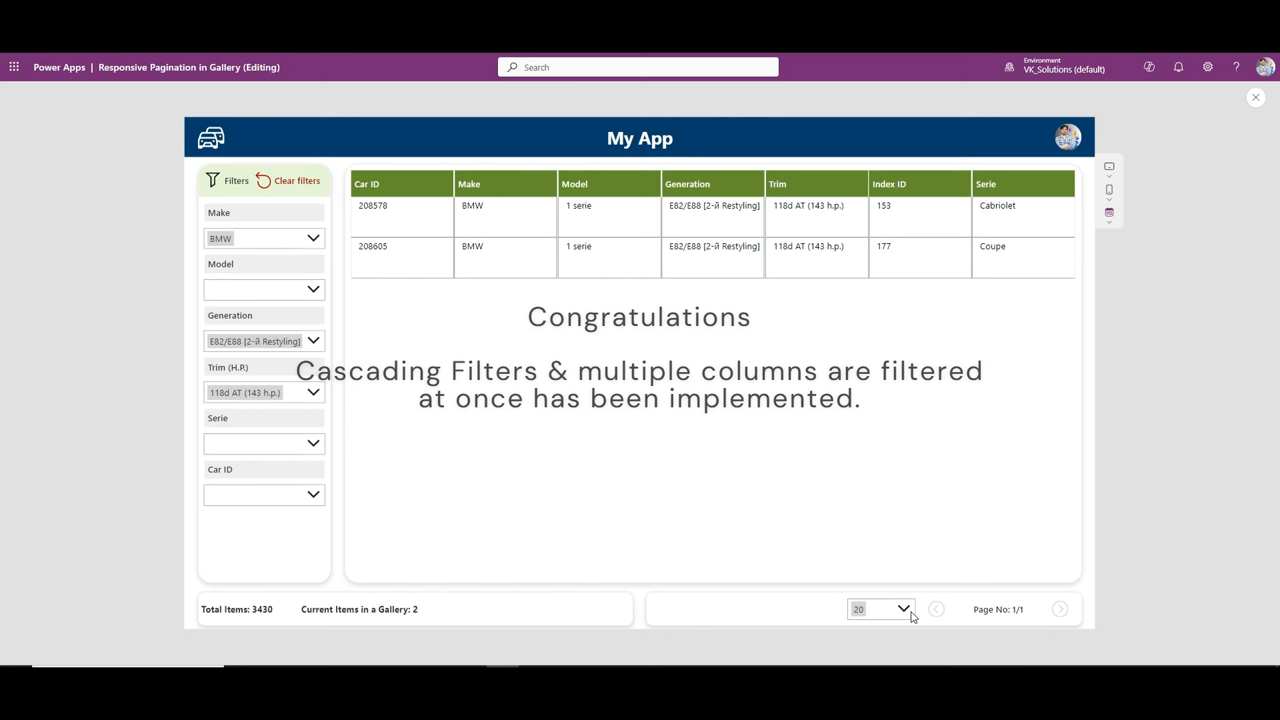 Power Apps | Responsive Pagination in Gallery (Editing)
Search
Environment
VK_Solutions (default)
My App
Filters
Clear filters
Make
BMW
Model
Generation
E82/E88 [2-й Restyling]
Trim (H.P.)
118d AT (143 h.p.)
Serie
Car ID
Car ID Make Model Generation Trim Index ID Serie
208578 BMW 1 serie E82/E88 [2-й Restyling] 118d AT (143 h.p.) 153 Cabriolet
208605 BMW 1 serie E82/E88 [2-й Restyling] 118d AT (143 h.p.) 177 Coupe
Congratulations
Cascading Filters & multiple columns are filtered
at once has been implemented.
Total Items: 3430 Current Items in a Gallery: 2
20
Page No: 1/1